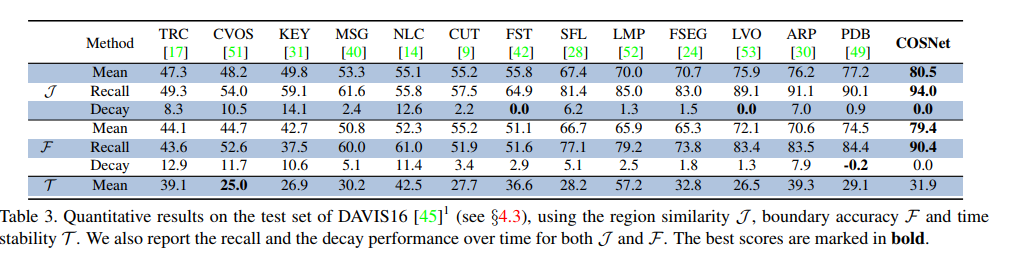 Method TRC CVOS KEY MSG NLC CUT FST SFL LMP FSEG LVO ARP PDB COSNet
[17] [51] [31] [40] [14] [9] [42] [28] [52] [24] [53] [30] [49]
Mean 47.3 48.2 49.8 53.3 55.1 55.2 55.8 67.4 70.0 70.7 75.9 76.2 77.2 80.5
J Recall 49.3 54.0 59.1 61.6 55.8 57.5 64.9 81.4 85.0 83.0 89.1 91.1 90.1 94.0
Decay 8.3 10.5 14.1 2.4 12.6 2.2 0.0 6.2 1.3 1.5 0.0 7.0 0.9 0.0
Mean 44.1 44.7 42.7 50.8 52.3 55.2 51.1 66.7 65.9 65.3 72.1 70.6 74.5 79.4
F Recall 43.6 52.6 37.5 60.0 61.0 51.9 51.6 77.1 79.2 73.8 83.4 83.5 84.4 90.4
Decay 12.9 11.7 10.6 5.1 11.4 3.4 2.9 5.1 2.5 1.8 1.3 7.9 -0.2 0.0
T Mean 39.1 25.0 26.9 30.2 42.5 27.7 36.6 28.2 57.2 32.8 26.5 39.3 29.1 31.9
Table 3. Quantitative results on the test set of DAVIS16 [45]¹ (see §4.3), using the region similarity J, boundary accuracy F and time
stability T. We also report the recall and the decay performance over time for both J and F. The best scores are marked in bold.